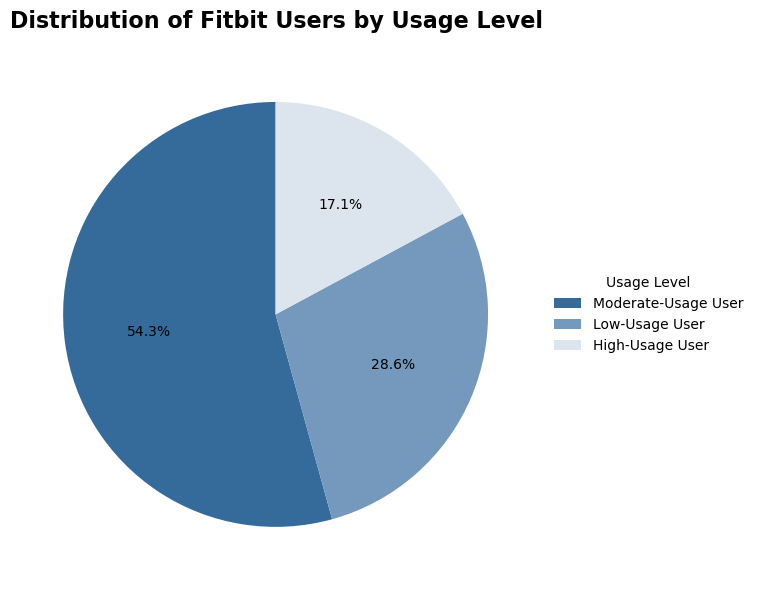 Distribution of Fitbit Users by Usage Level
17.1%
54.3%
28.6%
Usage Level
Moderate-Usage User
Low-Usage User
High-Usage User